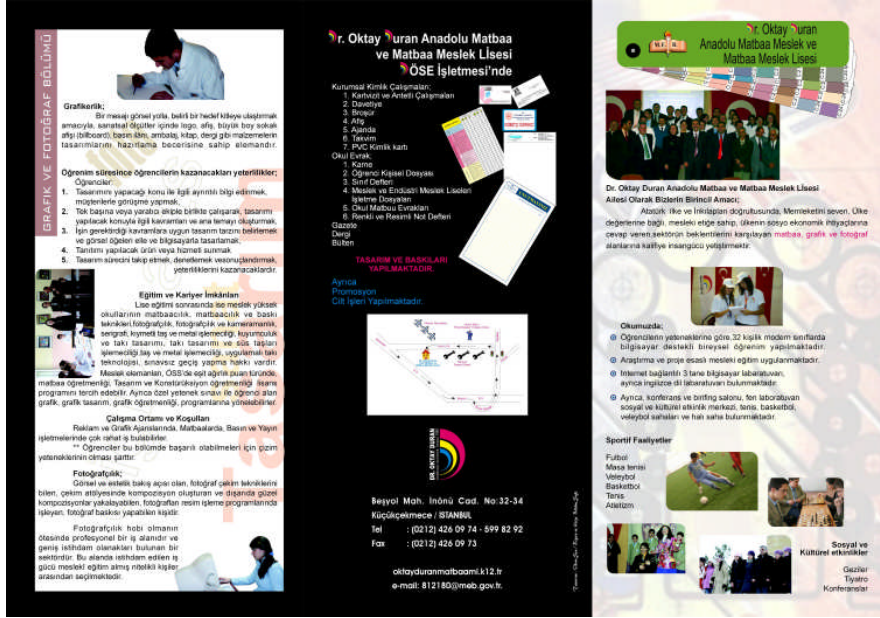 GRAFİK VE FOTOĞRAF BÖLÜMÜ
Grafikerlik;
Bir mesajı görsel yolla, belirli bir hedef kitleye ulaştırmak
amacıyla, sanatsal ölçütler içinde logo, afiş, büyük boy sokak
afişi (billboard), basın ilanı, ambalaj, kitap, dergi gibi malzemelerin
tasarımlarını hazırlama becerisine sahip elemandır.
Öğrenim süresince öğrencilerin kazanacakları yeterlilikler;
Öğrenciler;
1. Tasarımını yapacağı konu ile ilgili ayrıntılı bilgi edinmek,
müşterilerle görüşme yapmak,
2. Tek başına veya yaratıcı ekiple birlikte çalışarak, tasarımı
yapılacak konuyla ilgili kavramları ve ana temayı oluşturmak,
3. İşin gerektirdiği kavramlara uygun tasarım tarzını belirlemek
ve görsel öğeleri elle ve bilgisayarla tasarlamak,
4. Tanıtımı yapılacak ürün veya hizmeti sunmak
5. Tasarım sürecini takip etmek, denetlemek vesonuçlandırmak,
yeterliliklerini kazanacaklardır.
Eğitim ve Kariyer İmkânları
Lise eğitimi sonrasında ise meslek yüksek
okullarının matbaacılık, matbaacılık ve baskı
teknikleri,fotoğrafçılık, fotoğrafçılık ve kameramanlık,
serigrafi, kıymetli taş ve metal işlemeciliği, kuyumculuk
ve takı tasarımı, takı tasarımı ve süs taşları
işlemeciliği,taş ve metal işlemeciliği, uygulamalı takı
teknolojisi, sınavsız geçiş yapma hakkı vardır.
Meslek elemanları, ÖSS'de eşit ağırlık puan türünde,
matbaa öğretmenliği, Tasarım ve Konstürüksiyon öğretmenliği lisans
programını tercih edebilir. Ayrıca özel yetenek sınavı ile öğrenci alan
grafik, grafik tasarım, grafik öğretmenliği, programlarına yönelebilirler.
Çalışma Ortamı ve Koşulları
Reklam ve Grafik Ajanslarında, Matbaalarda, Basın ve Yayın
işletmelerinde çok rahat iş bulabilirler.
** Öğrenciler bu bölümde başarılı olabilmeleri için çizim
yeteneklerinin olması şarttır.
Fotoğrafçılık;
Görsel ve estetik bakış açısı olan, fotoğraf çekim tekniklerini
bilen, çekim atölyesinde kompozisyon oluşturan ve dışarıda güzel
kompozisyonlar yakalayabilen, fotoğrafları resim işleme programlarında
işleyen, fotoğraf baskısı yapabilen kişidir.
Fotoğrafçılık hobi olmanın
ötesinde profesyonel bir iş alanıdır ve
geniş istihdam olanakları bulunan bir
sektördür. Bu alanda istihdam edilen iş
gücü mesleki eğitim almış nitelikli kişiler
arasından seçilmektedir.
Tasarım
Dr. Oktay Duran Anadolu Matbaa
ve Matbaa Meslek Lisesi
DÖSE İşletmesi'nde
Kurumsal Kimlik Çalışmaları;
1. Kartvizit ve Antetli Çalışmaları
2. Davetiye
3. Broşür
4. Afiş
5. Ajanda
6. Takvim
7. PVC Kimlik kartı
Okul Evrak;
1. Karne
2. Öğrenci Kişisel Dosyası
3. Sınıf Defteri
4. Meslek ve Endüstri Meslek Liseleri
İşletme Dosyaları
5. Okul Matbuu Evrakları
6. Renkli ve Resimli Not Defteri
Gazete
Dergi
Bülten
TASARIM VE BASKILARI
YAPILMAKTADIR.
Ayrıca
Promosyon
Cilt İşleri Yapılmaktadır.
DR. OKTAY DURAN
Beşyol Mah. İnönü Cad. No:32-34
Küçükçekmece / İSTANBUL
Tel : (0212) 426 09 74 - 599 82 92
Fax : (0212) 426 09 73
oktayduranmatbaaml.k12.tr
e-mail: 812180@meb.gov.tr.
Dr. Oktay Duran
Anadolu Matbaa Meslek ve
Matbaa Meslek Lisesi
Dr. Oktay Duran Anadolu Matbaa ve Matbaa Meslek Lİsesi
Ailesi Olarak Bizlerin Birincil Amacı;
Atatürk ilke ve İnkılapları doğrultusunda, Memleketini seven, Ülke
değerlerine bağlı, mesleki etiğe sahip, ülkenin sosyo ekonomik ihtiyaçlarına
cevap veren,sektörün beklentilerini karşılayan matbaa, grafik ve fotoğraf
alanlarına kalifiye insangücü yetiştirmektir.
Okumuzda;
Öğrencilerin yeteneklerine göre,32 kişilik modern sınıflarda
bilgisayar destekli bireysel öğrenim yapılmaktadır.
Araştırma ve proje esaslı mesleki eğitim uygulanmaktadır.
Internet bağlantılı 3 tane bilgisayar labaratuvarı,
ayrıca ingilizce dil labaratuvarı bulunmaktadır.
Ayrıca, konferans ve birifing salonu, fen laboratuvarı
sosyal ve kültürel etkinlik merkezi, tenis, basketbol,
veleybol sahaları ve halı saha bulunmaktadır.
Sportif Faaliyetler
Futbol
Masa tenisi
Veleybol
Basketbol
Tenis
Atletizm
Sosyal ve
Kültürel etkinlikler
Geziler
Tiyatro
Konferanslar